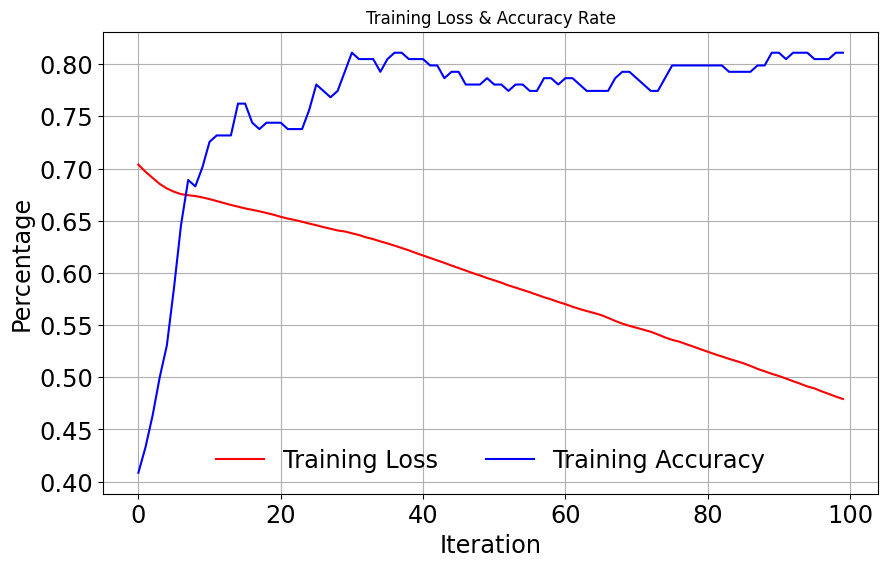 Training Loss & Accuracy Rate
Percentage
0.80
0.75
0.70
0.65
0.60
0.55
0.50
0.45
0.40
Training Loss Training Accuracy
0 20 40 60 80 100
Iteration